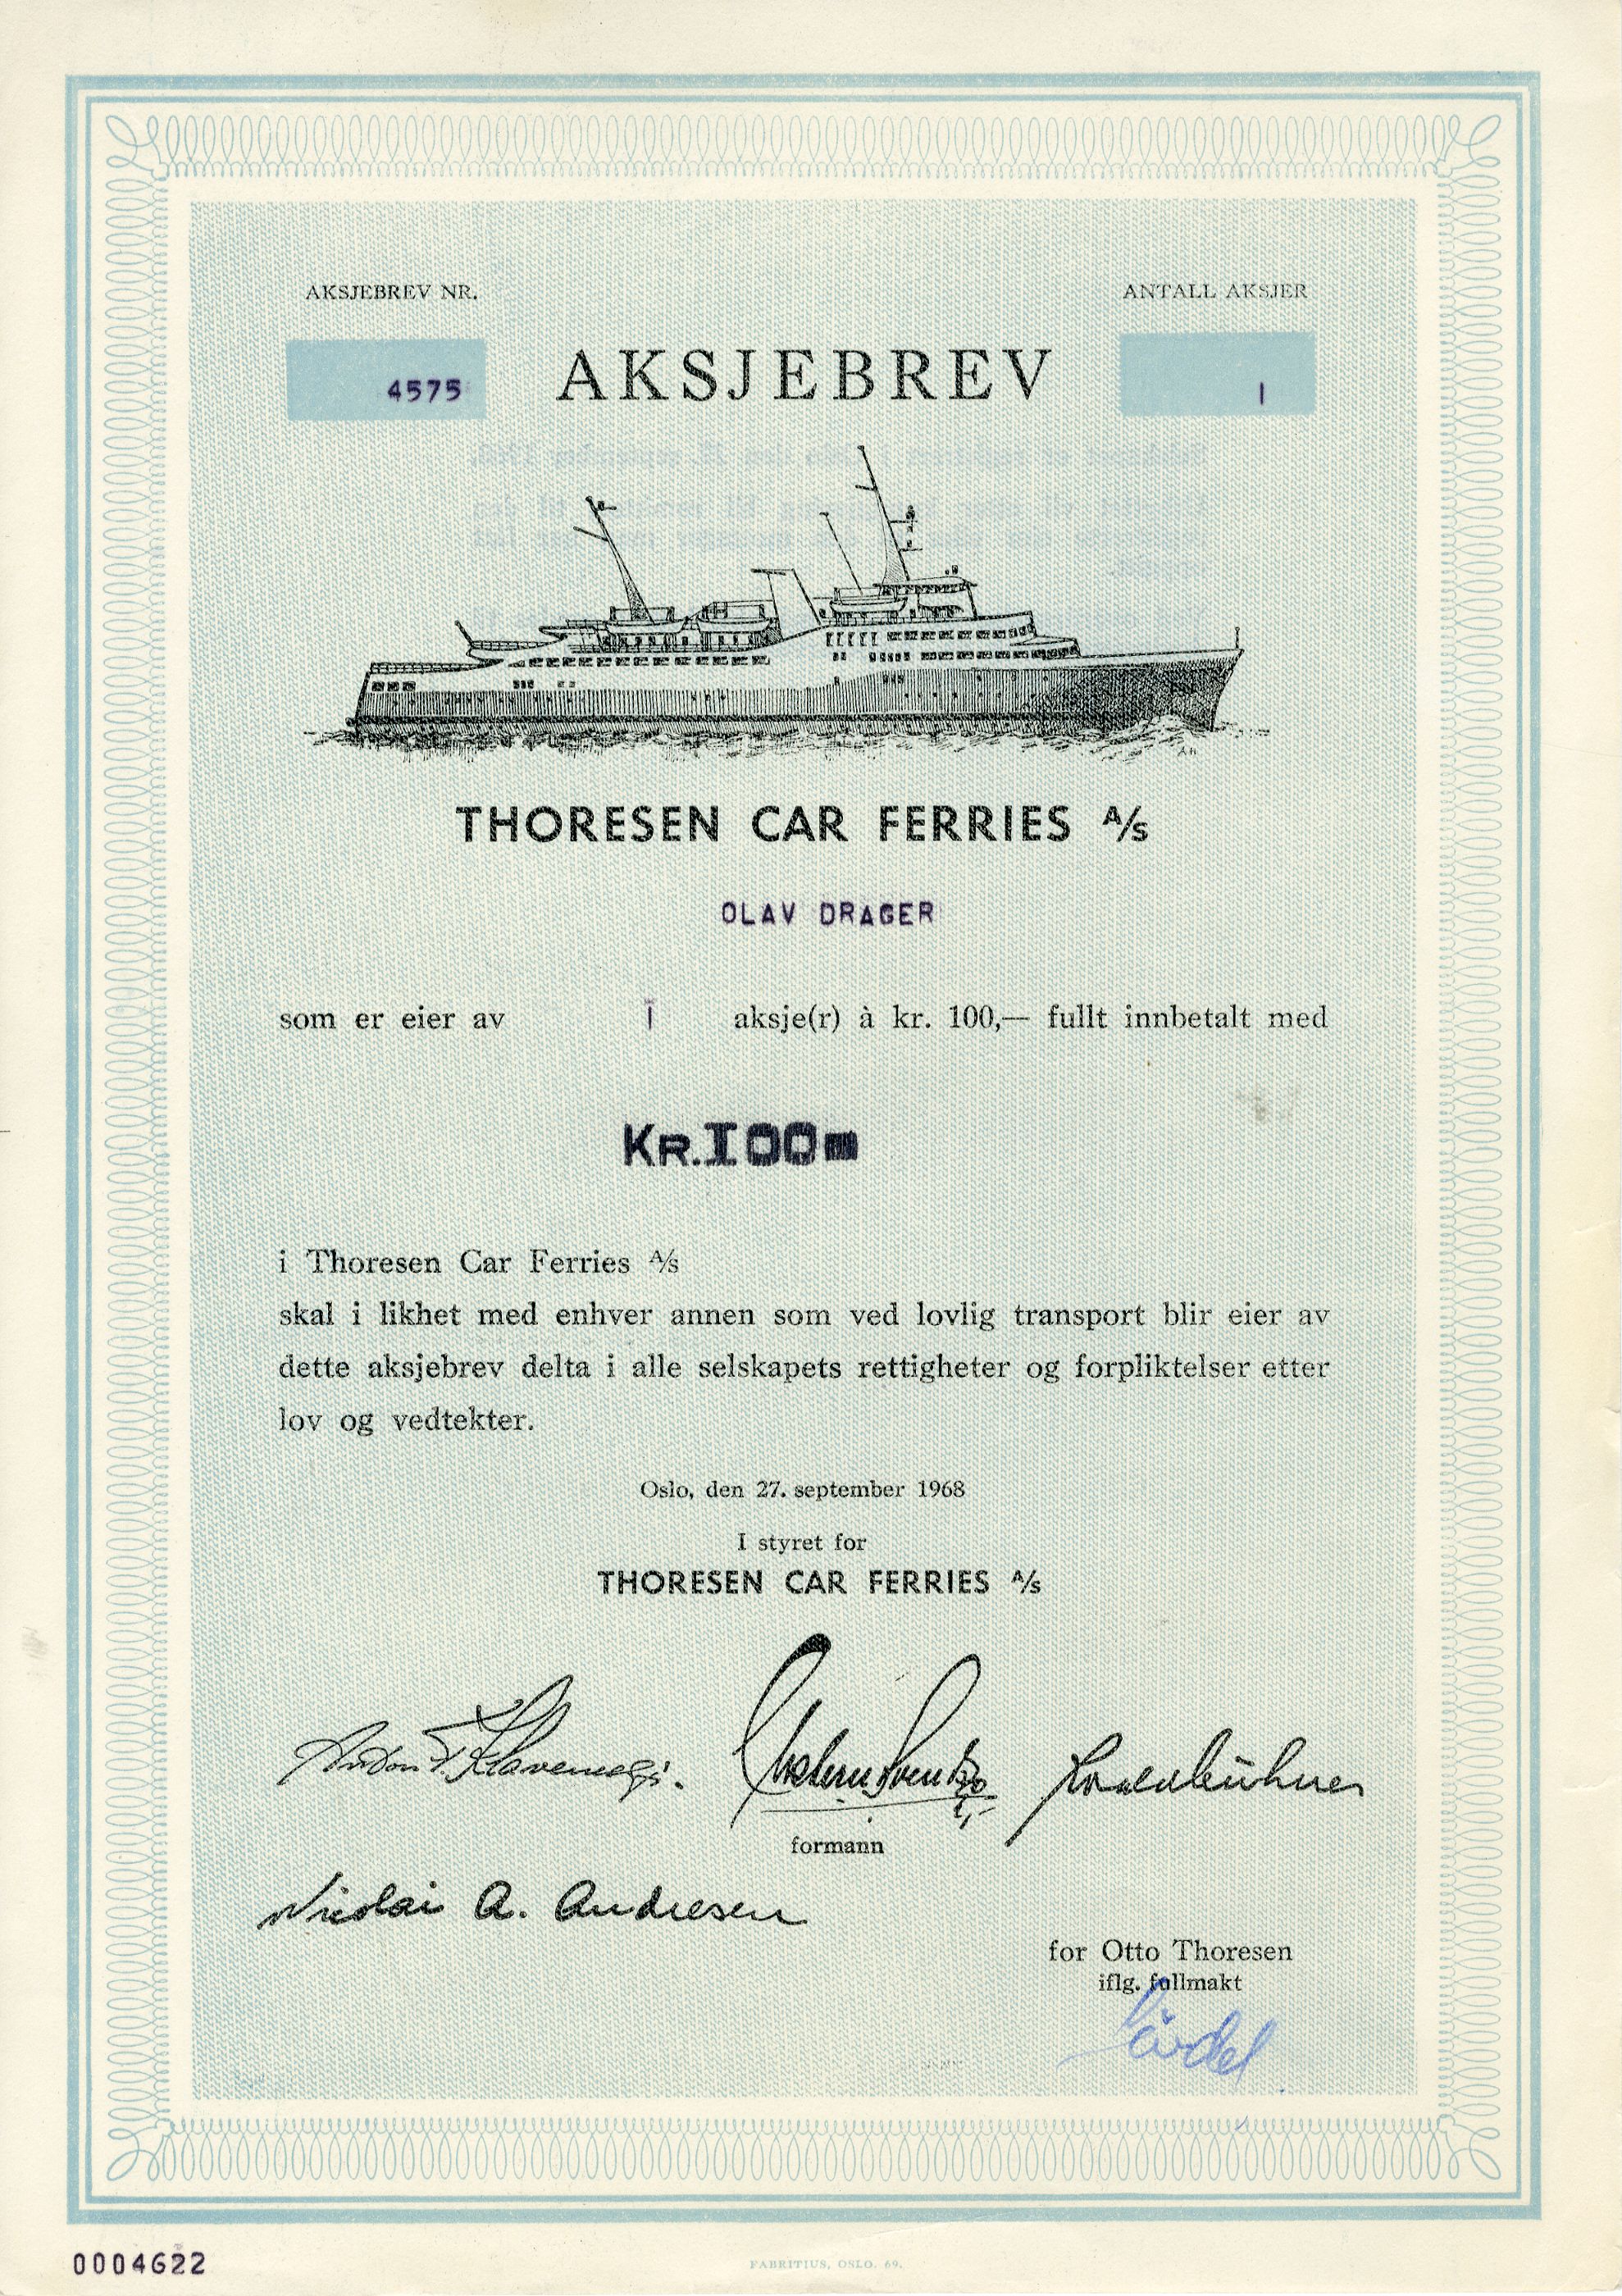 AKSJEBREV NR.
ANTALL AKSJER
4575
AKSJEBREV
1
THORESEN CAR FERRIES A/S
OLAV DRAGER
som er eier av 1 aksje(r) à kr. 100,— fullt innbetalt med
KR.100
i Thoresen Car Ferries A/S
skal i likhet med enhver annen som ved lovlig transport blir eier av
dette aksjebrev delta i alle selskapets rettigheter og forpliktelser etter
lov og vedtekter.
Oslo, den 27. september 1968
I styret for
THORESEN CAR FERRIES A/S
formann
Nicolai A. Andresen
for Otto Thoresen
iflg. fullmakt
0004622
FABRITIUS, OSLO. 69.